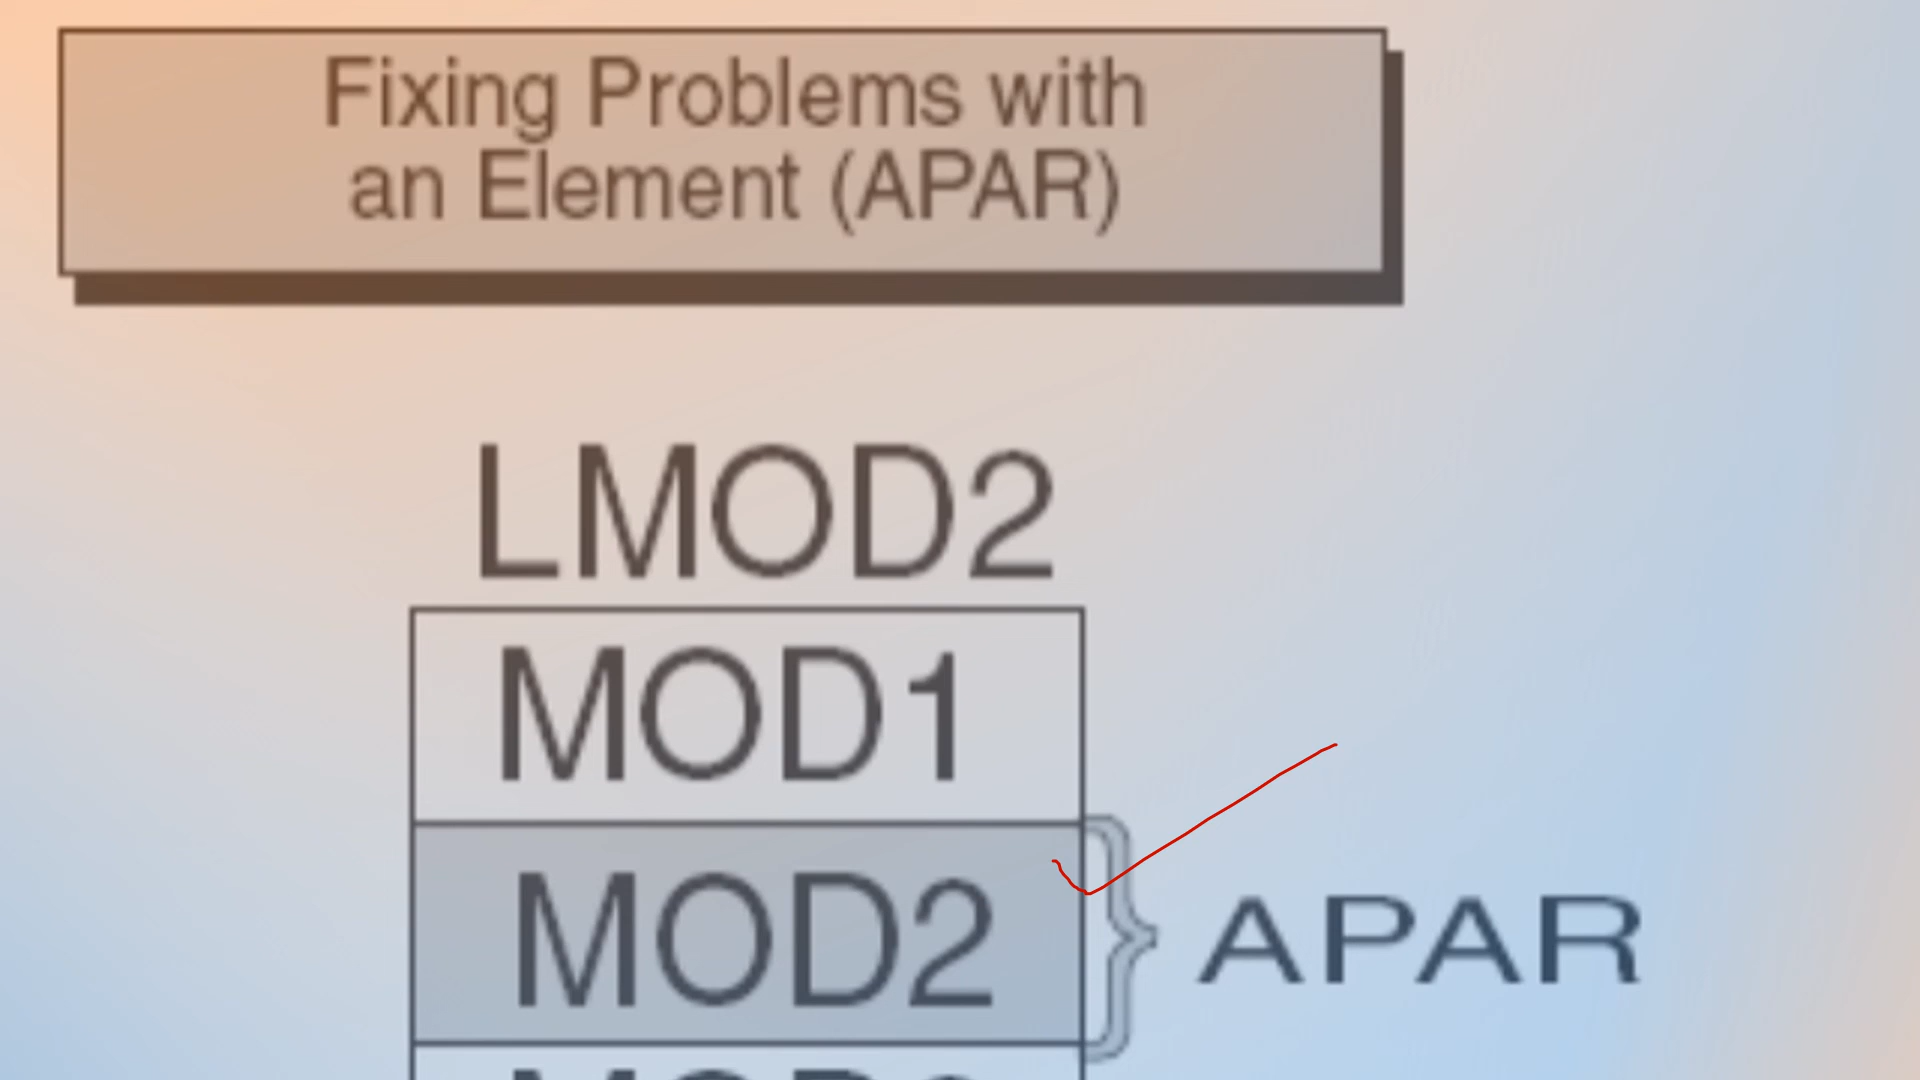 Fixing Problems with
an Element (APAR)
LMOD2
MOD1
MOD2
APAR